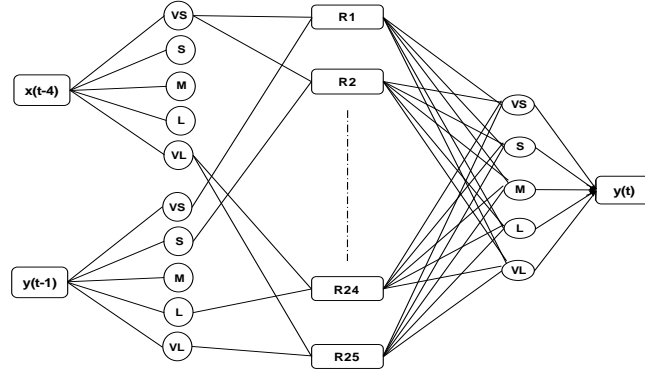 x(t-4)
y(t-1)
VS
S
M
L
VL
VS
S
M
L
VL
R1
R2
R24
R25
VS
S
M
L
VL
y(t)